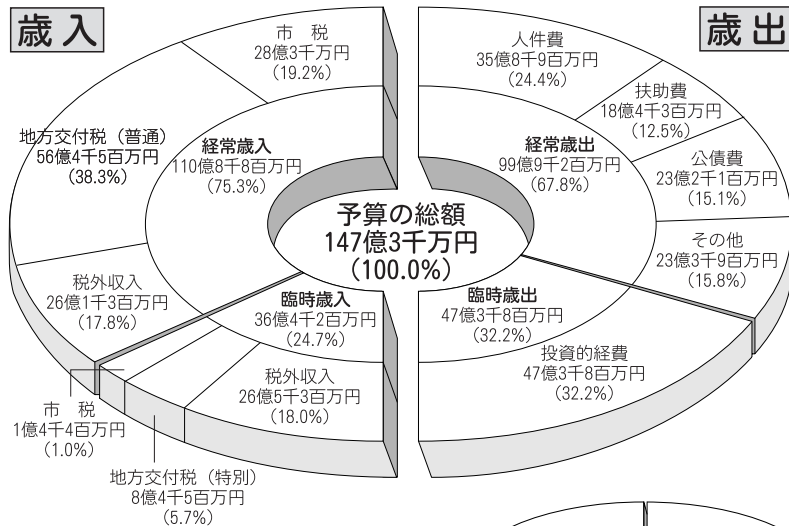 歳入
歳出
市　税
28億3千万円
(19.2%)
地方交付税（普通）
56億4千5百万円
(38.3%)
税外収入
26億1千3百万円
(17.8%)
経常歳入
110億8千8百万円
(75.3%)
人件費
35億8千9百万円
(24.4%)
扶助費
18億4千3百万円
(12.5%)
公債費
23億2千1百万円
(15.1%)
その他
23億3千9百万円
(15.8%)
経常歳出
99億9千2百万円
(67.8%)
予算の総額
147億3千万円
(100.0%)
臨時歳入
36億4千2百万円
(24.7%)
税外収入
26億5千3百万円
(18.0%)
市　税
1億4千4百万円
(1.0%)
地方交付税（特別）
8億4千5百万円
(5.7%)
臨時歳出
47億3千8百万円
(32.2%)
投資的経費
47億3千8百万円
(32.2%)